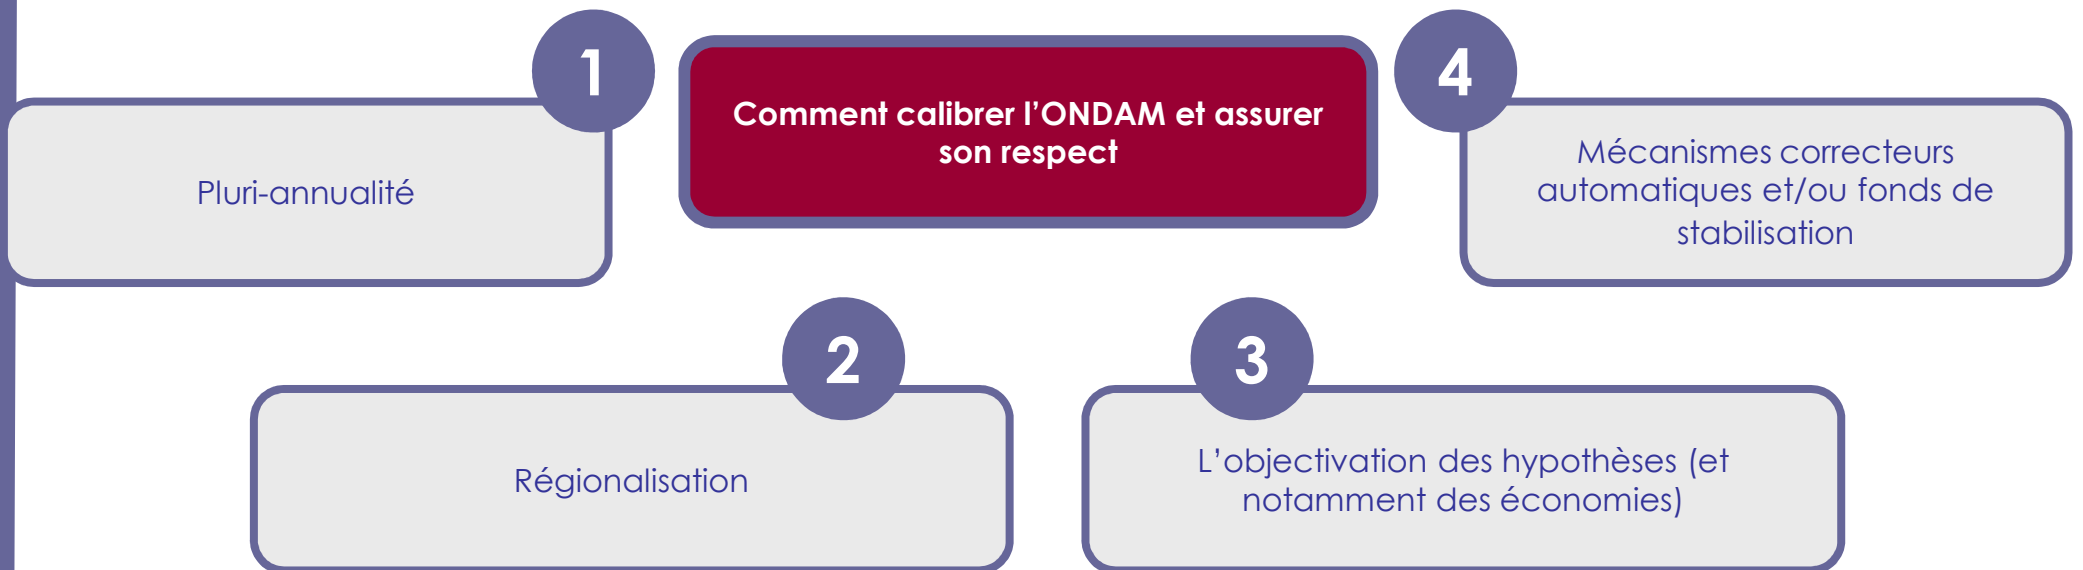 Comment calibrer l’ONDAM et assurer
son respect
1
Pluri-annualité
2
Régionalisation
3
L’objectivation des hypothèses (et
notamment des économies)
4
Mécanismes correcteurs
automatiques et/ou fonds de
stabilisation